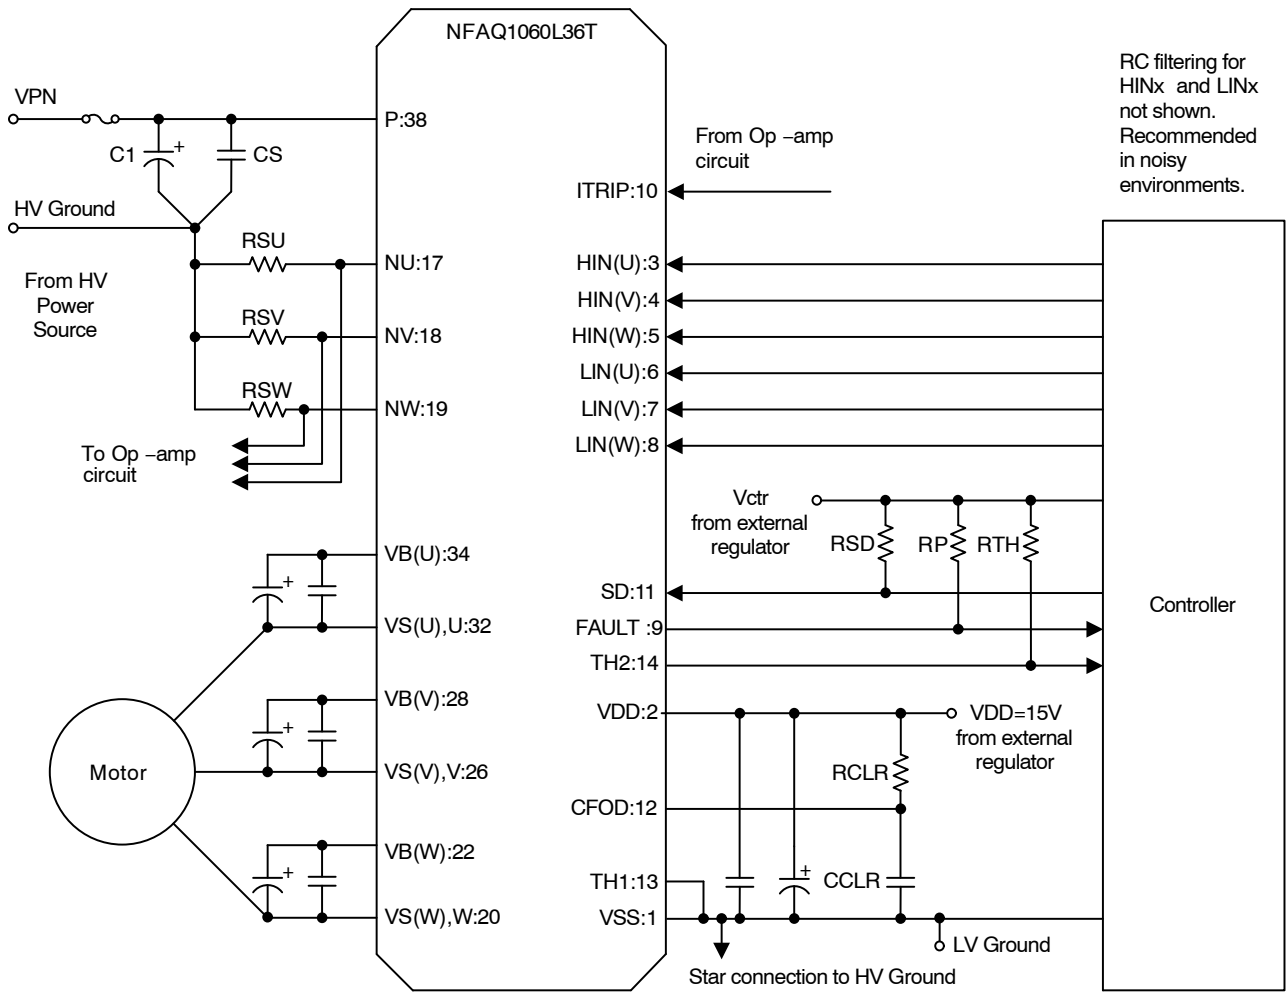 NFAQ1060L36T
RC filtering for
HINx and LINx
not shown.
Recommended
in noisy
environments.
VPN
P:38
C1
+
CS
From Op -amp
circuit
ITRIP:10
HV Ground
RSU
NU:17
HIN(U):3
From HV
Power
Source
HIN(V):4
RSV
NV:18
HIN(W):5
LIN(U):6
RSW
NW:19
LIN(V):7
To Op -amp
circuit
LIN(W):8
Vctr
from external
regulator
RSD
RP
RTH
VB(U):34
+
SD:11
Controller
VS(U),U:32
FAULT :9
TH2:14
VB(V):28
+
VDD:2
VDD=15V
from external
regulator
Motor
VS(V),V:26
RCLR
CFOD:12
VB(W):22
+
TH1:13
+
CCLR
VS(W),W:20
VSS:1
LV Ground
Star connection to HV Ground